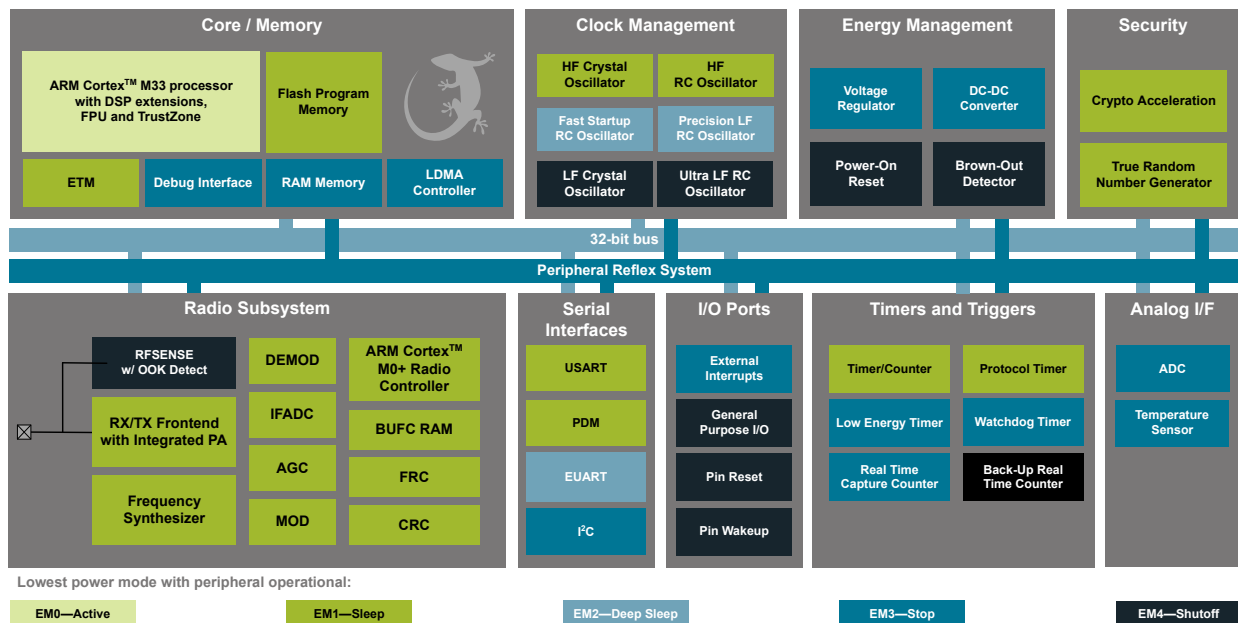 Core / Memory
ARM Cortex™ M33 processor
with DSP extensions,
FPU and TrustZone
Flash Program
Memory
ETM
Debug Interface
RAM Memory
LDMA
Controller
Clock Management
HF Crystal
Oscillator
HF
RC Oscillator
Fast Startup
RC Oscillator
Precision LF
RC Oscillator
LF Crystal
Oscillator
Ultra LF RC
Oscillator
Energy Management
Voltage
Regulator
DC-DC
Converter
Power-On
Reset
Brown-Out
Detector
Security
Crypto Acceleration
True Random
Number Generator
32-bit bus
Peripheral Reflex System
Radio Subsystem
RFSENSE
w/ OOK Detect
RX/TX Frontend
with Integrated PA
Frequency
Synthesizer
DEMOD
IFADC
AGC
MOD
ARM Cortex™
M0+ Radio
Controller
BUFC RAM
FRC
CRC
Serial
Interfaces
USART
PDM
EUART
I²C
I/O Ports
External
Interrupts
General
Purpose I/O
Pin Reset
Pin Wakeup
Timers and Triggers
Timer/Counter
Protocol Timer
Low Energy Timer
Watchdog Timer
Real Time
Capture Counter
Back-Up Real
Time Counter
Analog I/F
ADC
Temperature
Sensor
Lowest power mode with peripheral operational:
EM0—Active
EM1—Sleep
EM2—Deep Sleep
EM3—Stop
EM4—Shutoff